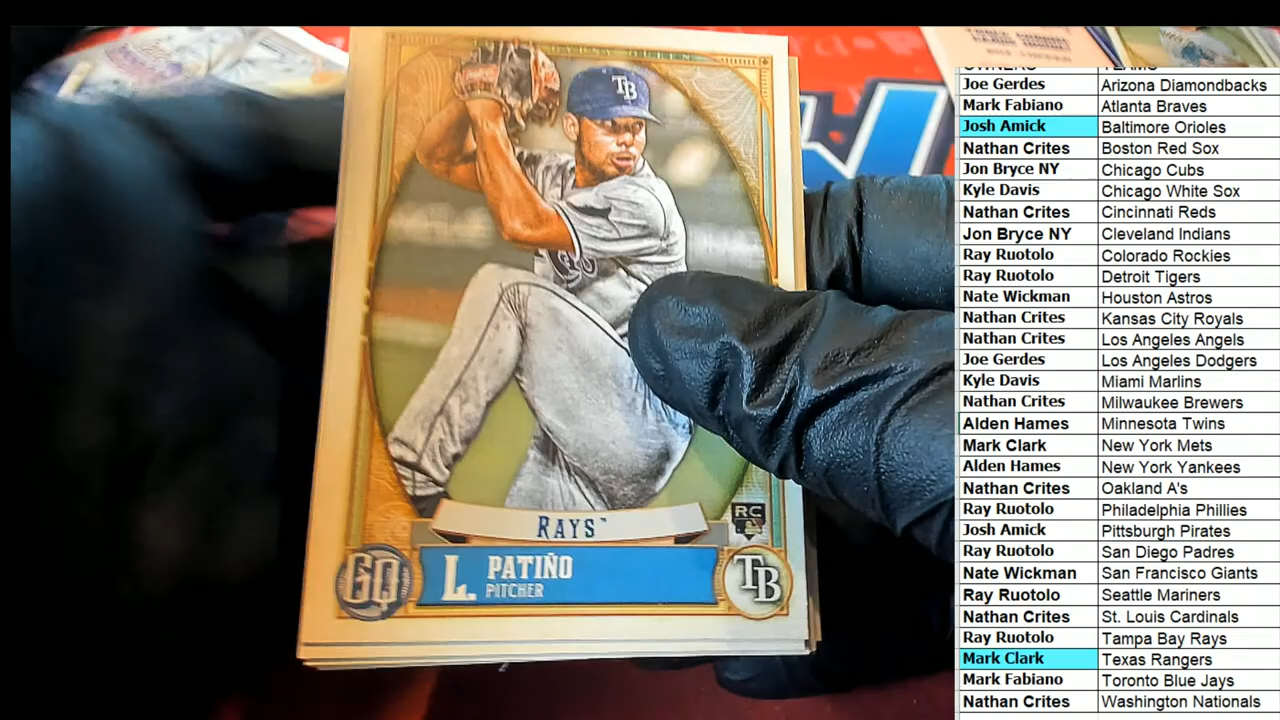 GYPSY QUEEN
TB
RAYS™
RC
GQ
L. PATIÑO
PITCHER
TB
OWNERS TEAMS
Joe Gerdes Arizona Diamondbacks
Mark Fabiano Atlanta Braves
Josh Amick Baltimore Orioles
Nathan Crites Boston Red Sox
Jon Bryce NY Chicago Cubs
Kyle Davis Chicago White Sox
Nathan Crites Cincinnati Reds
Jon Bryce NY Cleveland Indians
Ray Ruotolo Colorado Rockies
Ray Ruotolo Detroit Tigers
Nate Wickman Houston Astros
Nathan Crites Kansas City Royals
Nathan Crites Los Angeles Angels
Joe Gerdes Los Angeles Dodgers
Kyle Davis Miami Marlins
Nathan Crites Milwaukee Brewers
Alden Hames Minnesota Twins
Mark Clark New York Mets
Alden Hames New York Yankees
Nathan Crites Oakland A's
Ray Ruotolo Philadelphia Phillies
Josh Amick Pittsburgh Pirates
Ray Ruotolo San Diego Padres
Nate Wickman San Francisco Giants
Ray Ruotolo Seattle Mariners
Nathan Crites St. Louis Cardinals
Ray Ruotolo Tampa Bay Rays
Mark Clark Texas Rangers
Mark Fabiano Toronto Blue Jays
Nathan Crites Washington Nationals